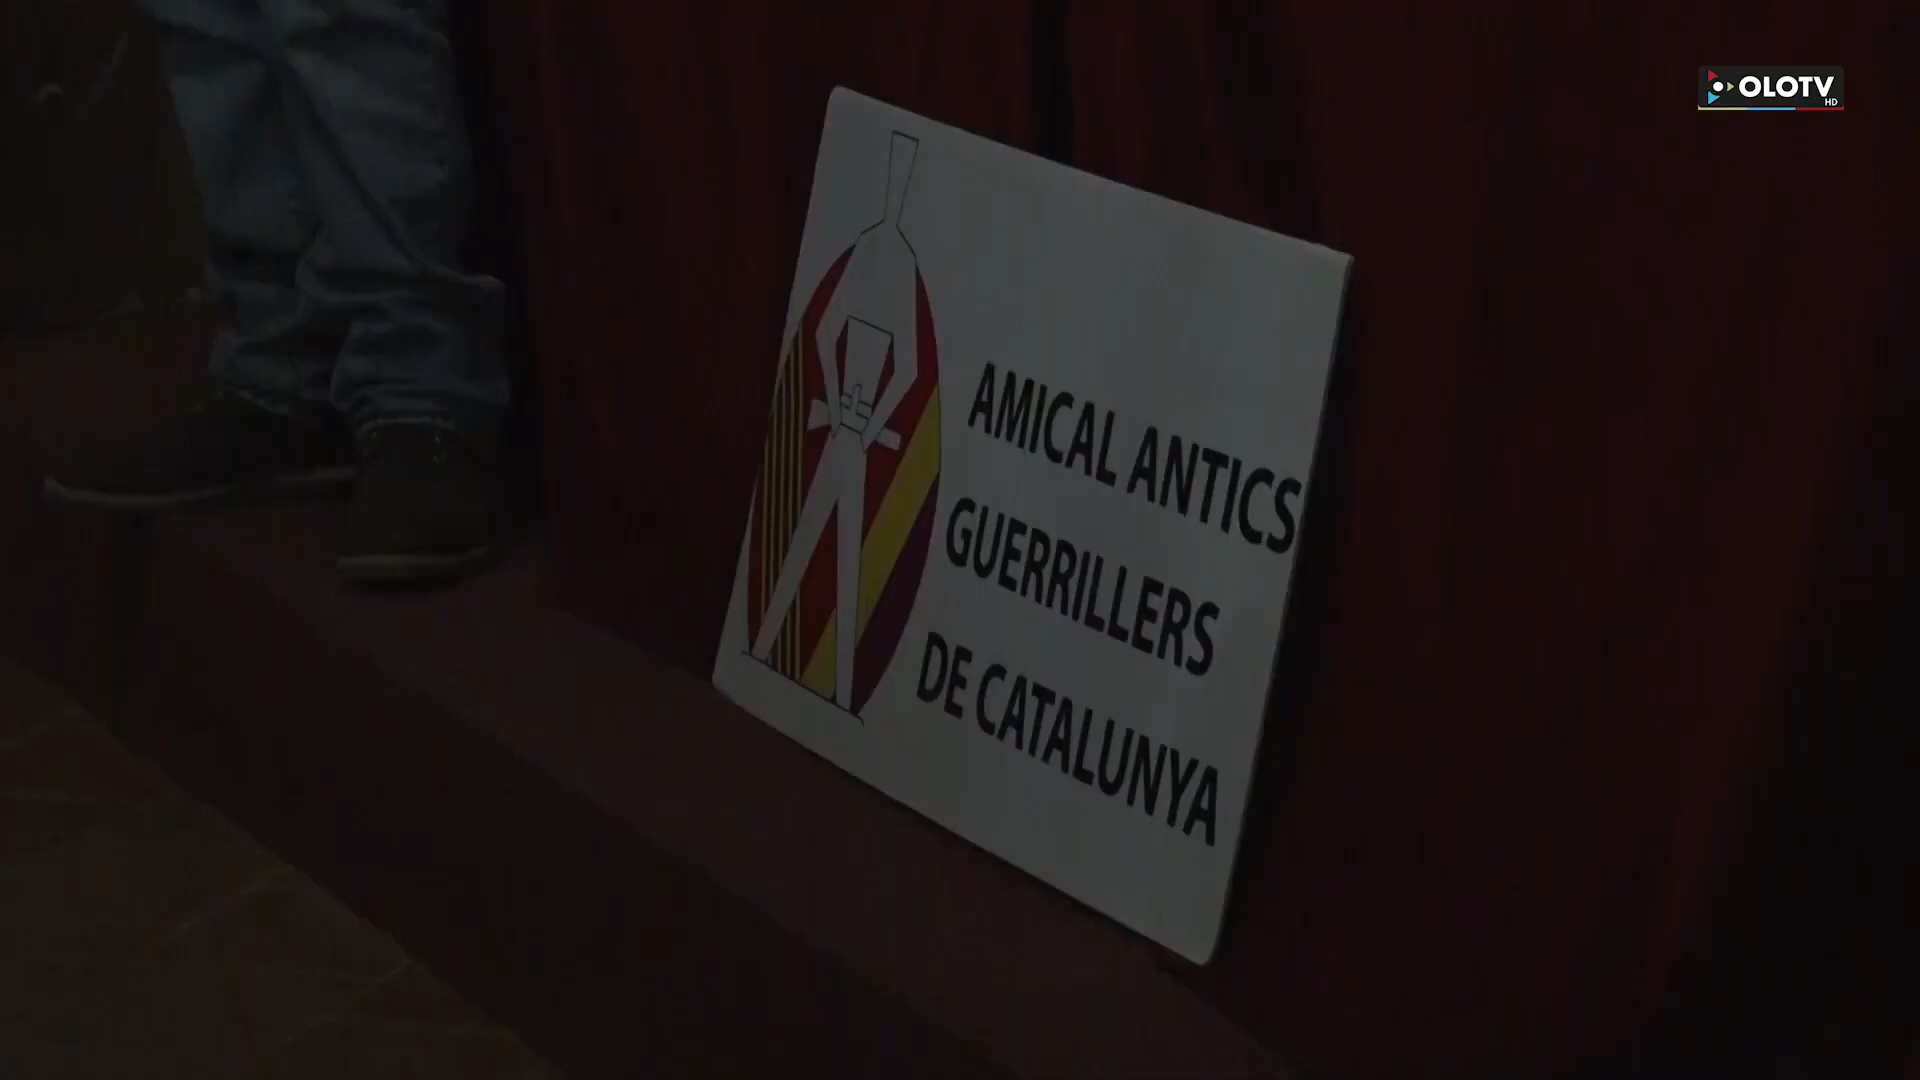 OLOTV
HD
AMICAL ANTICS
GUERRILLERS
DE CATALUNYA